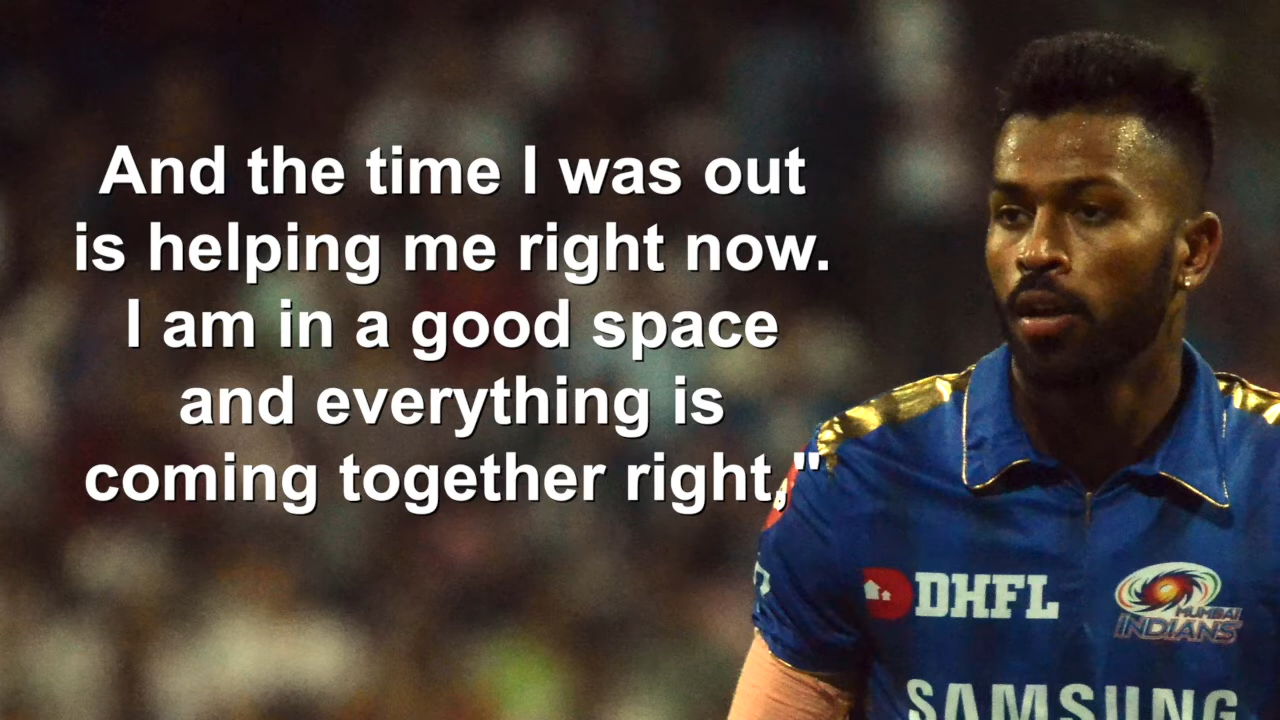 And the time I was out
is helping me right now.
I am in a good space
and everything is
coming together right,"
DHFL
MUMBAI
INDIANS
SAMSUNG